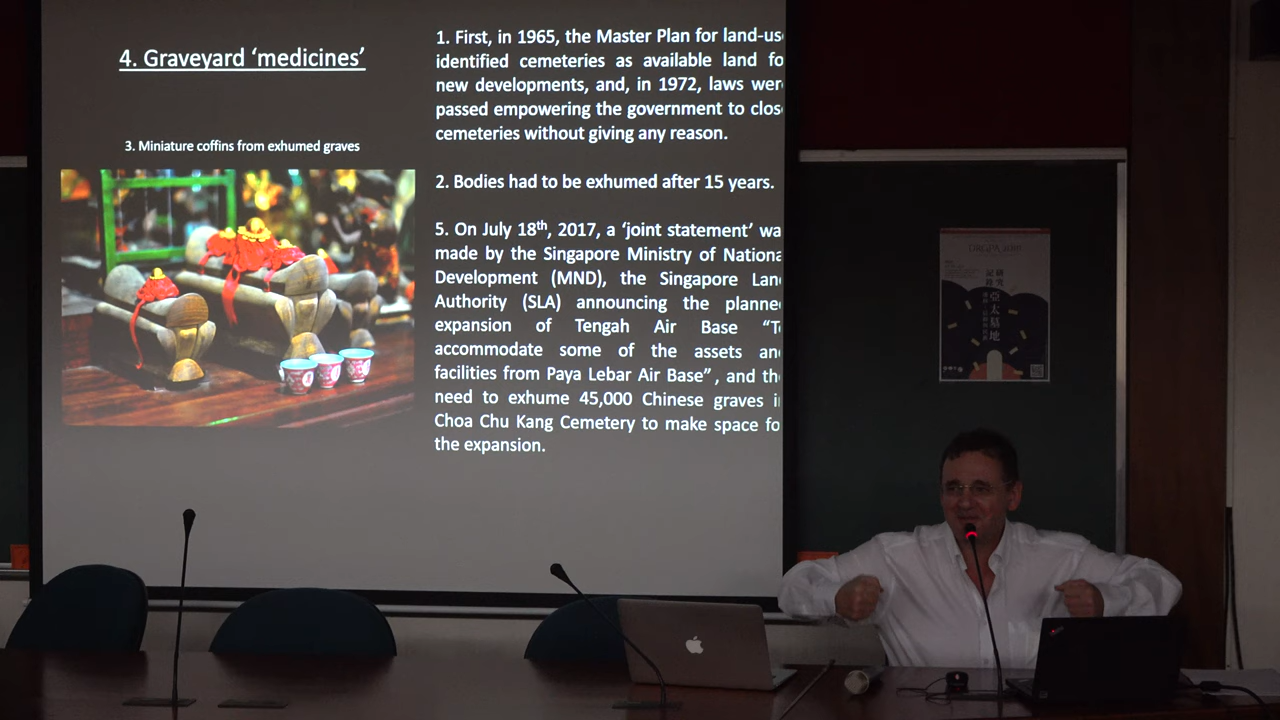 4. Graveyard ‘medicines’
3. Miniature coffins from exhumed graves
1. First, in 1965, the Master Plan for land-us
identified cemeteries as available land fo
new developments, and, in 1972, laws wer
passed empowering the government to clos
cemeteries without giving any reason.
2. Bodies had to be exhumed after 15 years.
5. On July 18th, 2017, a ‘joint statement’ wa
made by the Singapore Ministry of Nationa
Development (MND), the Singapore Lan
Authority (SLA) announcing the planne
expansion of Tengah Air Base “T
accommodate some of the assets an
facilities from Paya Lebar Air Base”, and th
need to exhume 45,000 Chinese graves i
Choa Chu Kang Cemetery to make space fo
the expansion.
亞太墓地